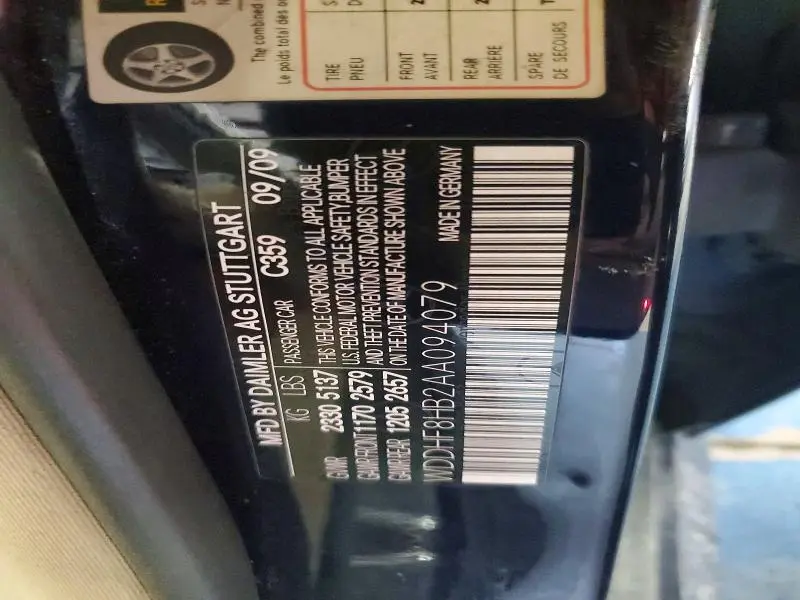 The combined
Le poids total des oc
TIRE
PNEU
FRONT
AVANT
REAR
ARRIÈRE
SPARE
DE SECOURS
MFD BY DAIMLER AG STUTTGART
KG LBS PASSENGER CAR C359 09/09
GVWR 2330 5137 THIS VEHICLE CONFORMS TO ALL APPLICABLE
U.S. FEDERAL MOTOR VEHICLE SAFETY, BUMPER
GAWR FRONT 1170 2579 AND THEFT PREVENTION STANDARDS IN EFFECT
GAWR REAR 1205 2657 ON THE DATE OF MANUFACTURE SHOWN ABOVE
WDDHF8HB2AA094079 MADE IN GERMANY